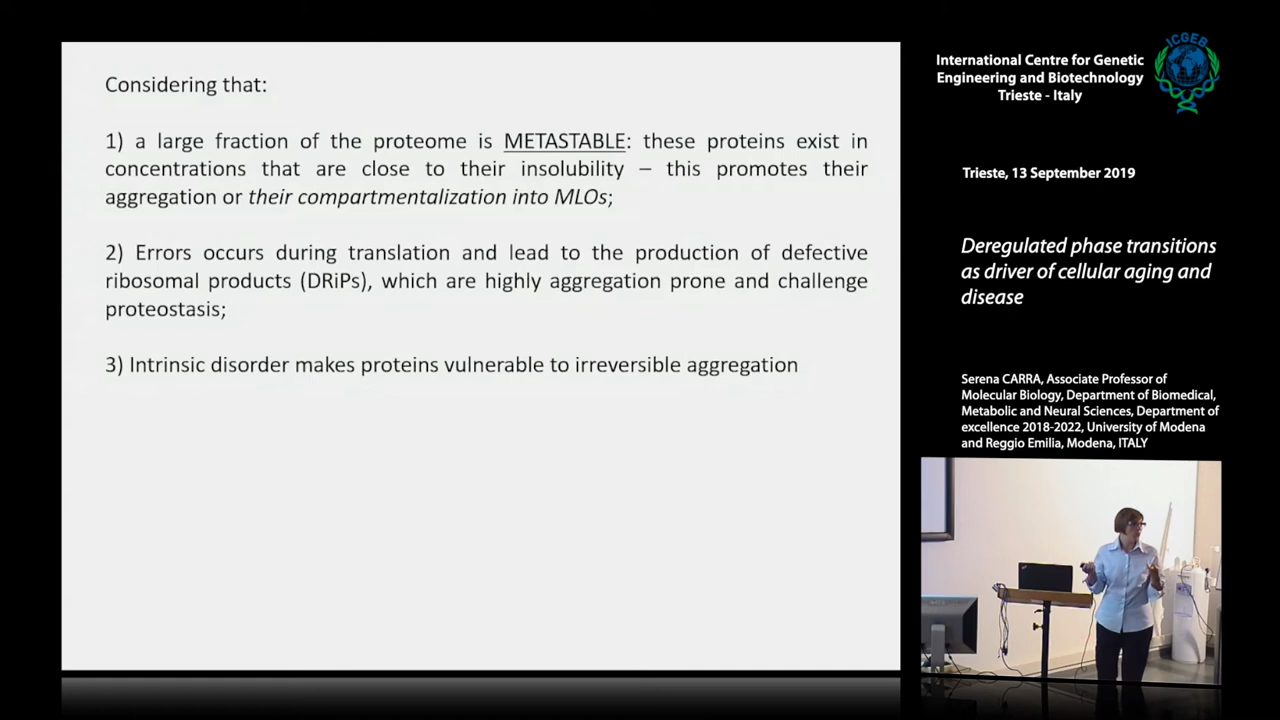 Considering that:
1) a large fraction of the proteome is METASTABLE: these proteins exist in
concentrations that are close to their insolubility – this promotes their
aggregation or their compartmentalization into MLOs;
2) Errors occurs during translation and lead to the production of defective
ribosomal products (DRiPs), which are highly aggregation prone and challenge
proteostasis;
3) Intrinsic disorder makes proteins vulnerable to irreversible aggregation
International Centre for Genetic
Engineering and Biotechnology
Trieste - Italy
ICGEB
Trieste, 13 September 2019
Deregulated phase transitions
as driver of cellular aging and
disease
Serena CARRA, Associate Professor of
Molecular Biology, Department of Biomedical,
Metabolic and Neural Sciences, Department of
excellence 2018-2022, University of Modena
and Reggio Emilia, Modena, ITALY